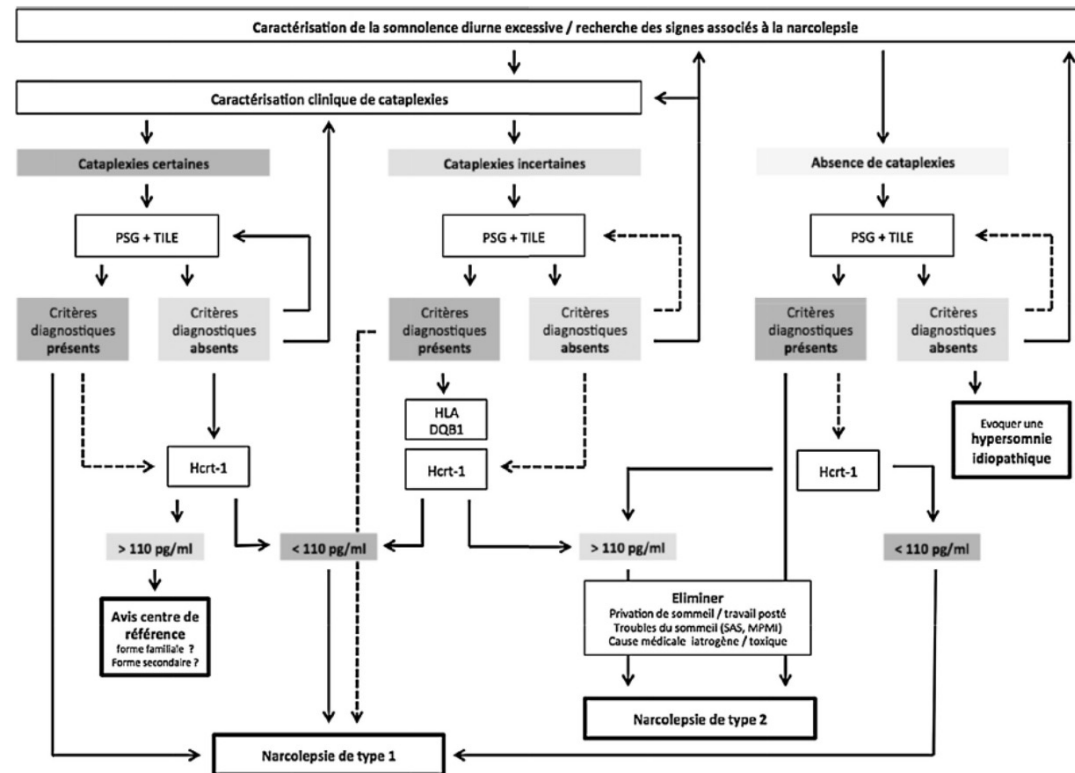 Caractérisation de la somnolence diurne excessive / recherche des signes associés à la narcolepsie
Caractérisation clinique de cataplexies
Cataplexies certaines
Cataplexies incertaines
Absence de cataplexies
PSG + TILE
PSG + TILE
PSG + TILE
Critères
diagnostiques
présents
Critères
diagnostiques
absents
Critères
diagnostiques
présents
Critères
diagnostiques
absents
Critères
diagnostiques
présents
Critères
diagnostiques
absents
HLA
DQB1
Evoquer une
hypersomnie
idiopathique
Hcrt-1
Hcrt-1
Hcrt-1
> 110 pg/ml
< 110 pg/ml
> 110 pg/ml
< 110 pg/ml
Avis centre de
référence
forme familiale ?
Forme secondaire ?
Eliminer
Privation de sommeil / travail posté
Troubles du sommeil (SAS, MPMI)
Cause médicale iatrogène / toxique
Narcolepsie de type 2
Narcolepsie de type 1